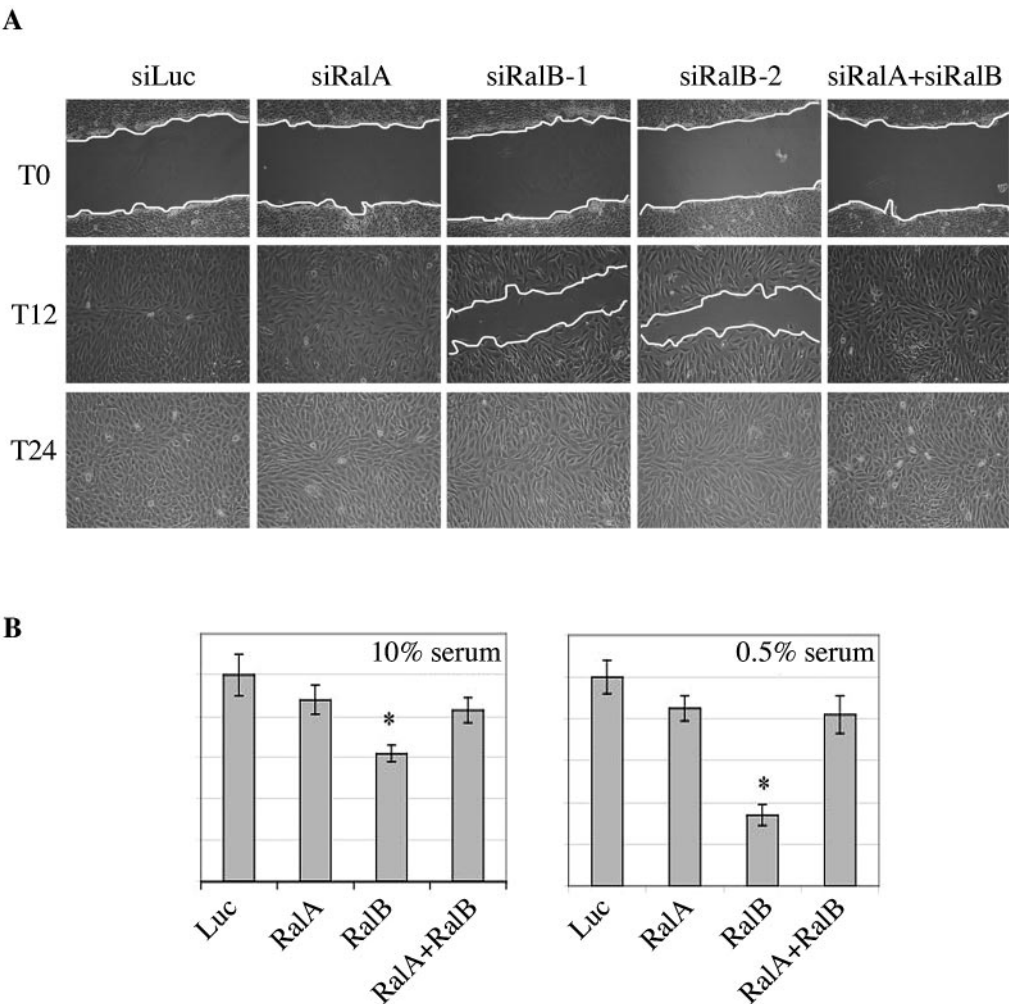 A
siLuc siRalA siRalB-1 siRalB-2 siRalA+siRalB
T0
T12
T24
B
10% serum
*
Luc RalA RalB RalA+RalB
0.5% serum
*
Luc RalA RalB RalA+RalB